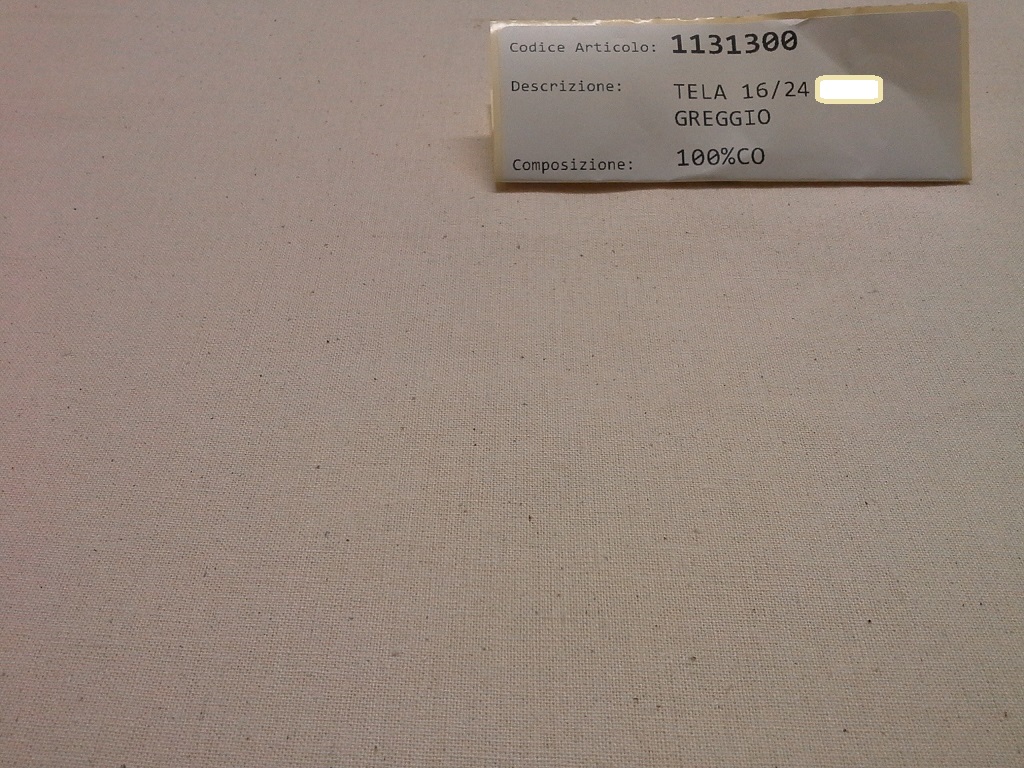 Codice Articolo: 1131300
Descrizione: TELA 16/24
GREGGIO
Composizione: 100%CO